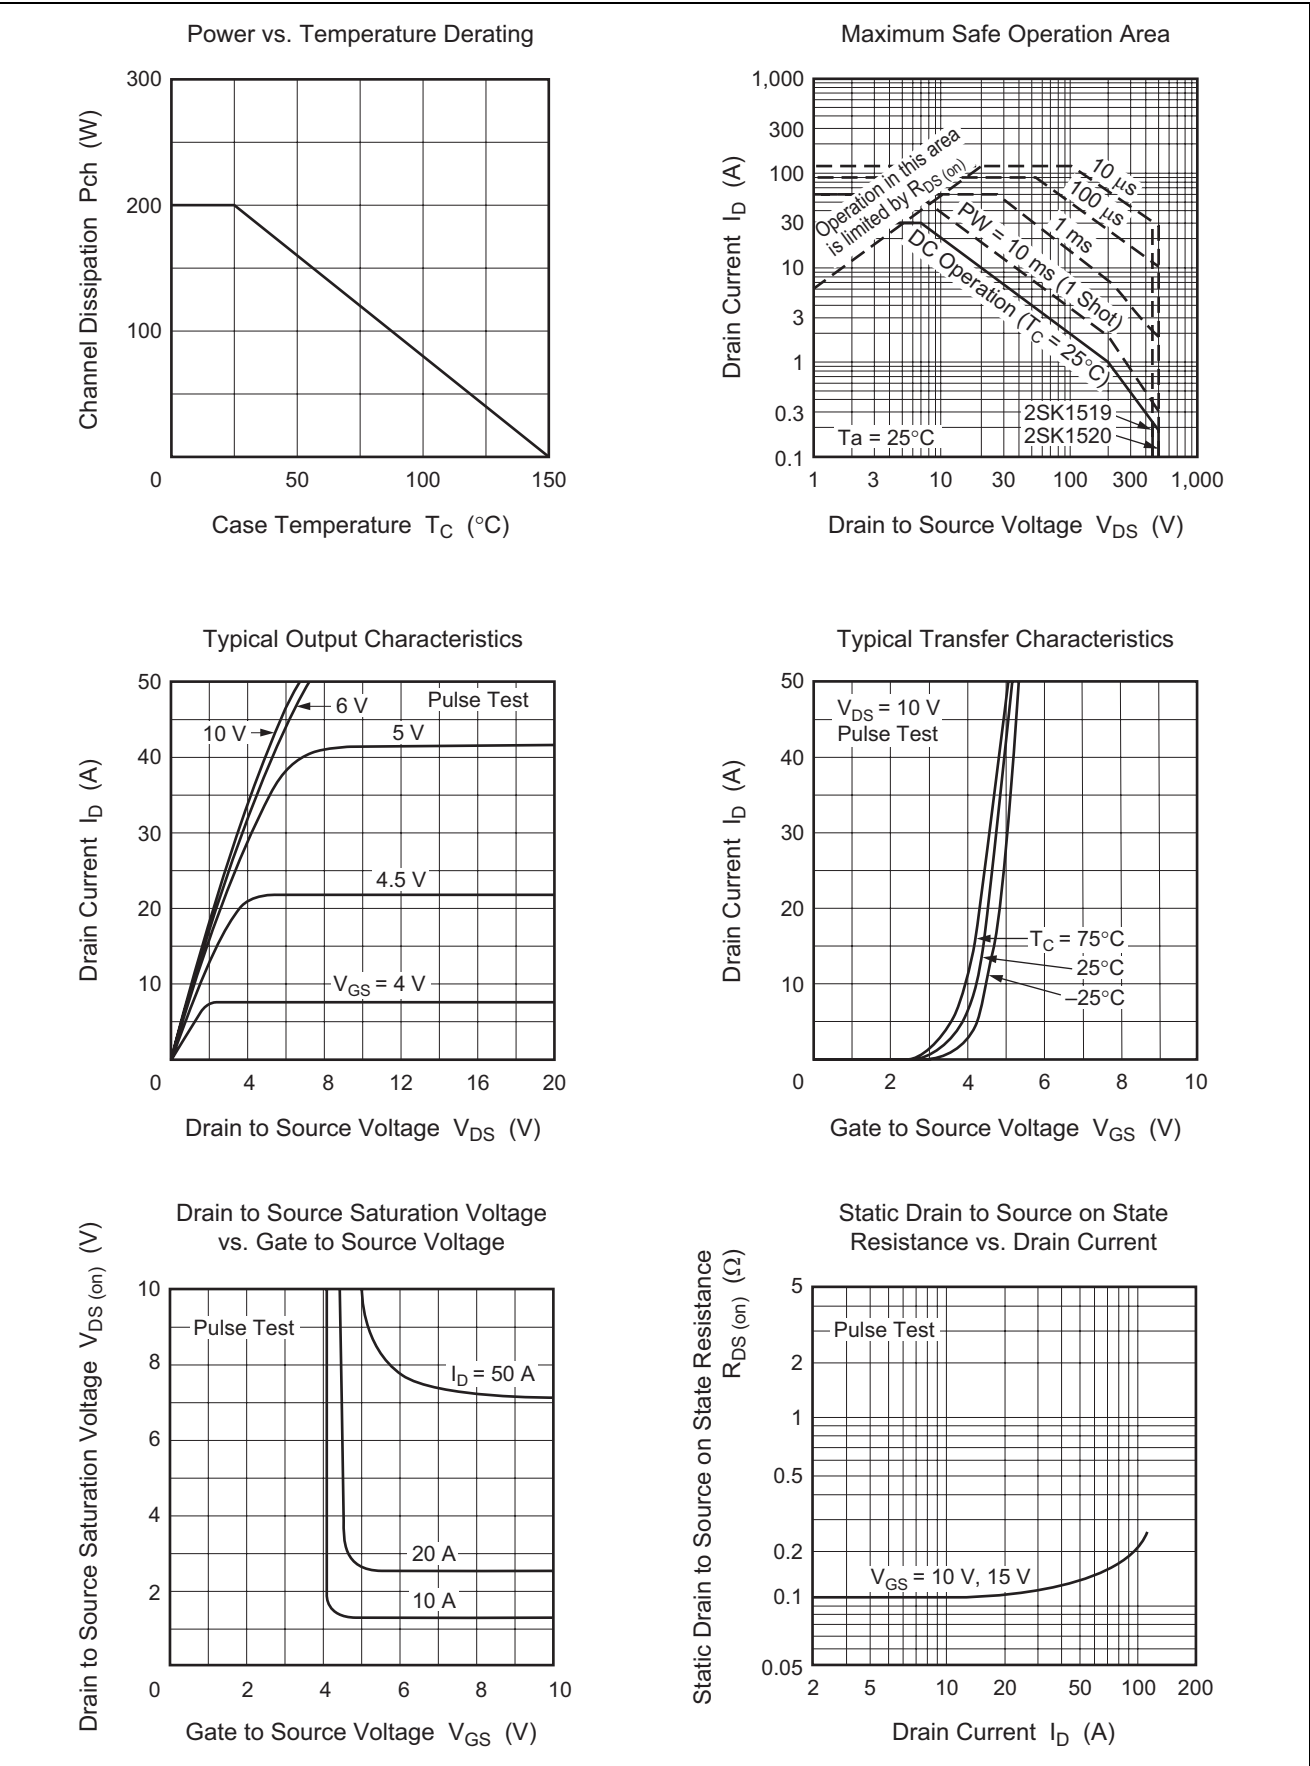 Power vs. Temperature Derating
Channel Dissipation Pch (W)
300
200
100
0
50
100
150
Case Temperature TC (°C)
Maximum Safe Operation Area
Drain Current ID (A)
1,000
300
100
30
10
3
1
0.3
0.1
Operation in this area
is limited by RDS (on)
10 μs
100 μs
1 ms
PW = 10 ms (1 Shot)
DC Operation (TC = 25°C)
2SK1519
2SK1520
Ta = 25°C
1
3
10
30
100
300
1,000
Drain to Source Voltage VDS (V)
Typical Output Characteristics
Drain Current ID (A)
50
40
30
20
10
0
Pulse Test
6 V
10 V
5 V
4.5 V
VGS = 4 V
4
8
12
16
20
Drain to Source Voltage VDS (V)
Typical Transfer Characteristics
Drain Current ID (A)
50
40
30
20
10
0
VDS = 10 V
Pulse Test
TC = 75°C
25°C
–25°C
2
4
6
8
10
Gate to Source Voltage VGS (V)
Drain to Source Saturation Voltage
vs. Gate to Source Voltage
Drain to Source Saturation Voltage VDS (on) (V)
10
8
6
4
2
0
Pulse Test
ID = 50 A
20 A
10 A
2
4
6
8
10
Gate to Source Voltage VGS (V)
Static Drain to Source on State
Resistance vs. Drain Current
Static Drain to Source on State Resistance
RDS (on) (Ω)
5
2
1
0.5
0.2
0.1
0.05
Pulse Test
VGS = 10 V, 15 V
2
5
10
20
50
100
200
Drain Current ID (A)